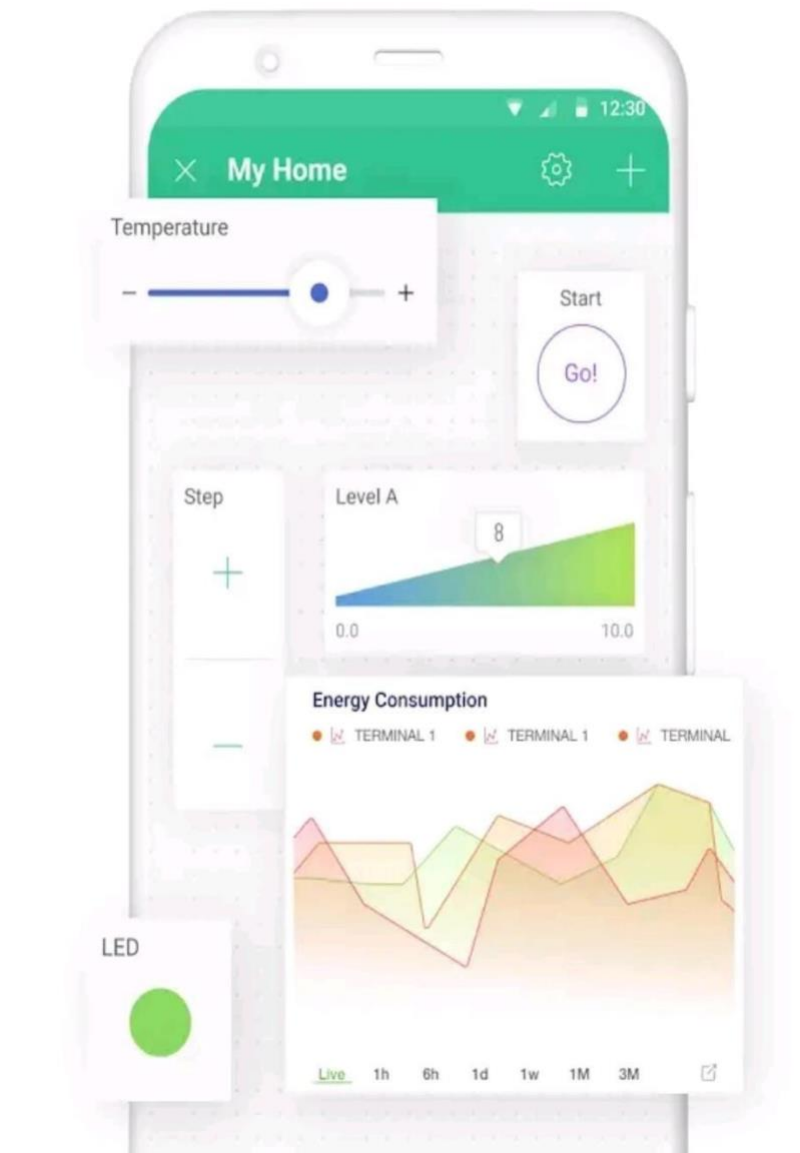 12:30
My Home
Temperature
− +
Start
Go!
Step
+
−
Level A
8
0.0 10.0
Energy Consumption
TERMINAL 1 TERMINAL 1 TERMINAL
LED
Live 1h 6h 1d 1w 1M 3M